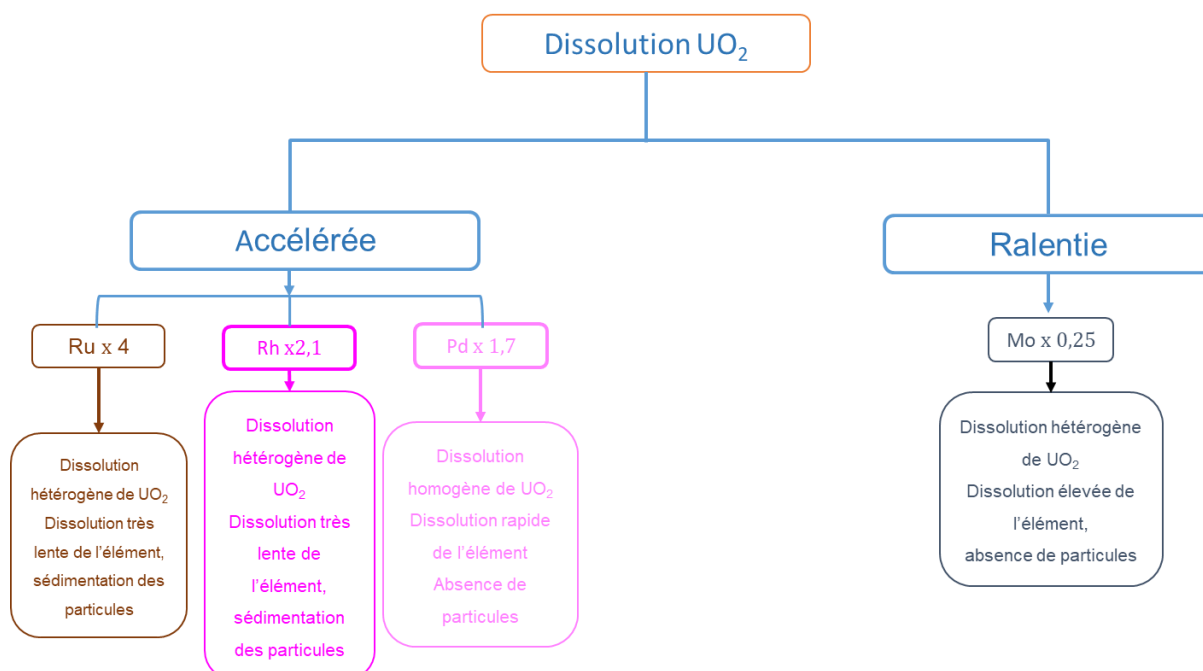 Dissolution UO₂
Accélérée
Ralentie
Ru x 4
Rh x2,1
Pd x 1,7
Mo x 0,25
Dissolution
hétérogène de UO₂
Dissolution très
lente de l'élément,
sédimentation des
particules
Dissolution
hétérogène de
UO₂
Dissolution très
lente de
l'élément,
sédimentation
des particules
Dissolution
homogène de UO₂
Dissolution rapide
de l'élément
Absence de
particules
Dissolution hétérogène
de UO₂
Dissolution élevée de
l'élément,
absence de particules